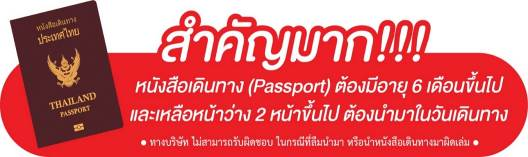 หนังสือเดินทาง
ประเทศไทย
THAILAND
PASSPORT
สำคัญมาก!!!
หนังสือเดินทาง (Passport) ต้องมีอายุ 6 เดือนขึ้นไป
และเหลือหน้าว่าง 2 หน้าขึ้นไป ต้องนำมาในวันเดินทาง
• ทางบริษัท ไม่สามารถรับผิดชอบ ในกรณีที่ลืมนำมา หรือนำหนังสือเดินทางมาผิดเล่ม •